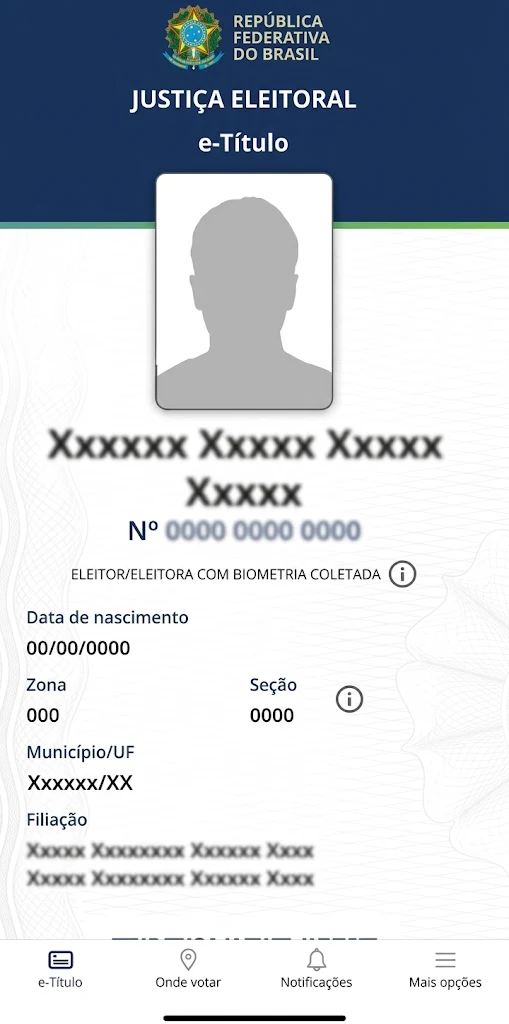 REPÚBLICA
FEDERATIVA
DO BRASIL
JUSTIÇA ELEITORAL
e-Título
Xxxxxx Xxxxx Xxxxx
Xxxxx
Nº 0000 0000 0000
ELEITOR/ELEITORA COM BIOMETRIA COLETADA
Data de nascimento
00/00/0000
Zona Seção
000 0000
Município/UF
Xxxxxx/XX
Filiação
Xxxxx Xxxxxxxx Xxxxxx Xxxx
Xxxxx Xxxxxxxx Xxxxxx Xxxx
e-Título Onde votar Notificações Mais opções